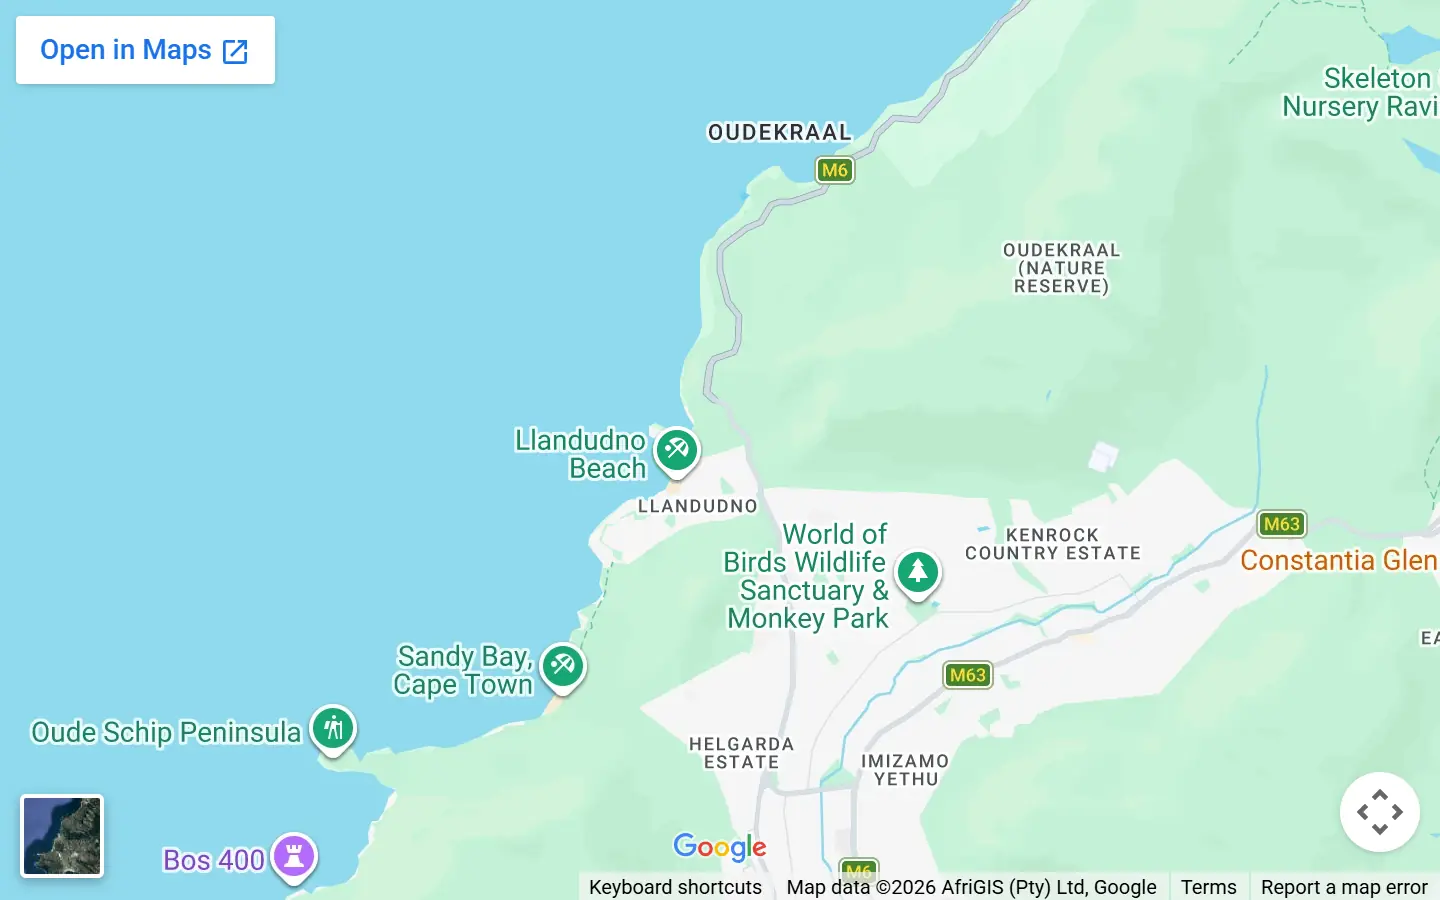 Open in Maps
Skeleton
Nursery Ravi
OUDEKRAAL
M6
OUDEKRAAL
(NATURE
RESERVE)
Llandudno
Beach
LLANDUDNO
World of
Birds Wildlife
Sanctuary &
Monkey Park
KENROCK
COUNTRY ESTATE
M63
Constantia Glen
EA
Sandy Bay,
Cape Town
M63
Oude Schip Peninsula
HELGARDA
ESTATE
IMIZAMO
YETHU
Bos 400
Google
M6
Keyboard shortcuts
Map data ©2026 AfriGIS (Pty) Ltd, Google
Terms
Report a map error